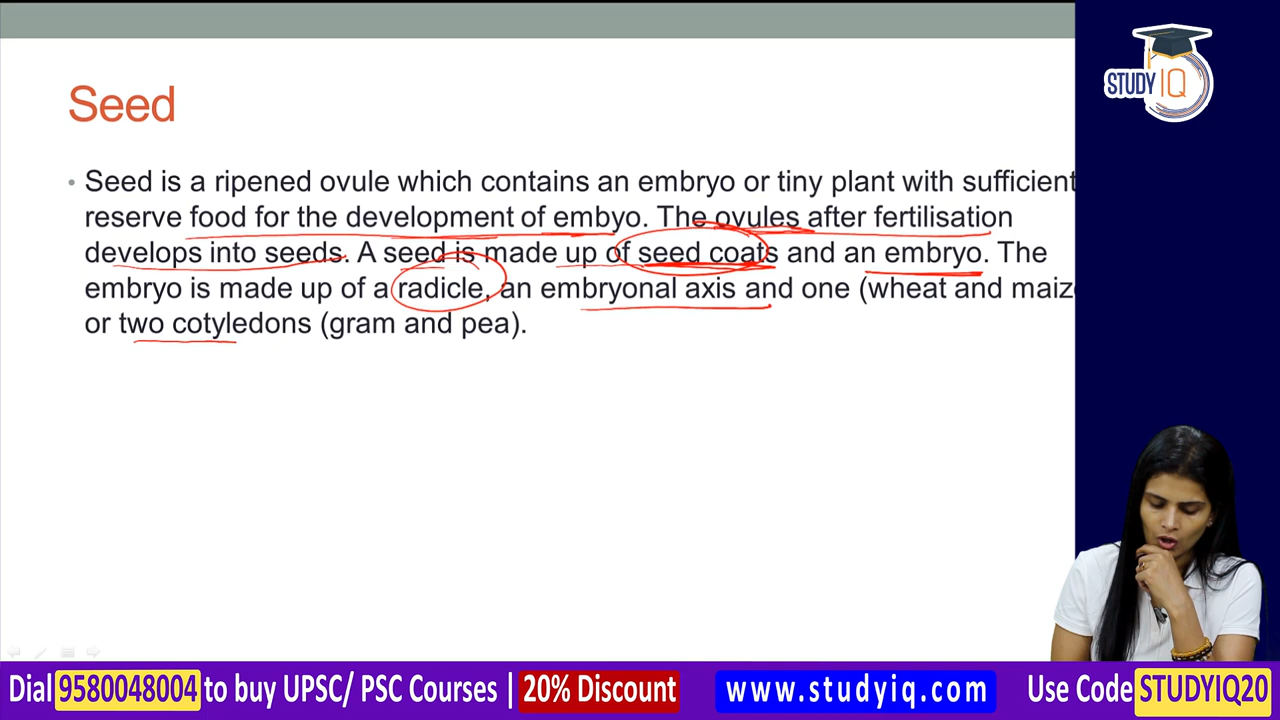 STUDY IQ
Seed
• Seed is a ripened ovule which contains an embryo or tiny plant with sufficient
reserve food for the development of embyo. The ovules after fertilisation
develops into seeds. A seed is made up of seed coats and an embryo. The
embryo is made up of a radicle, an embryonal axis and one (wheat and maize
or two cotyledons (gram and pea).
Dial 9580048004 to buy UPSC/ PSC Courses | 20% Discount www.studyiq.com Use Code STUDYIQ20